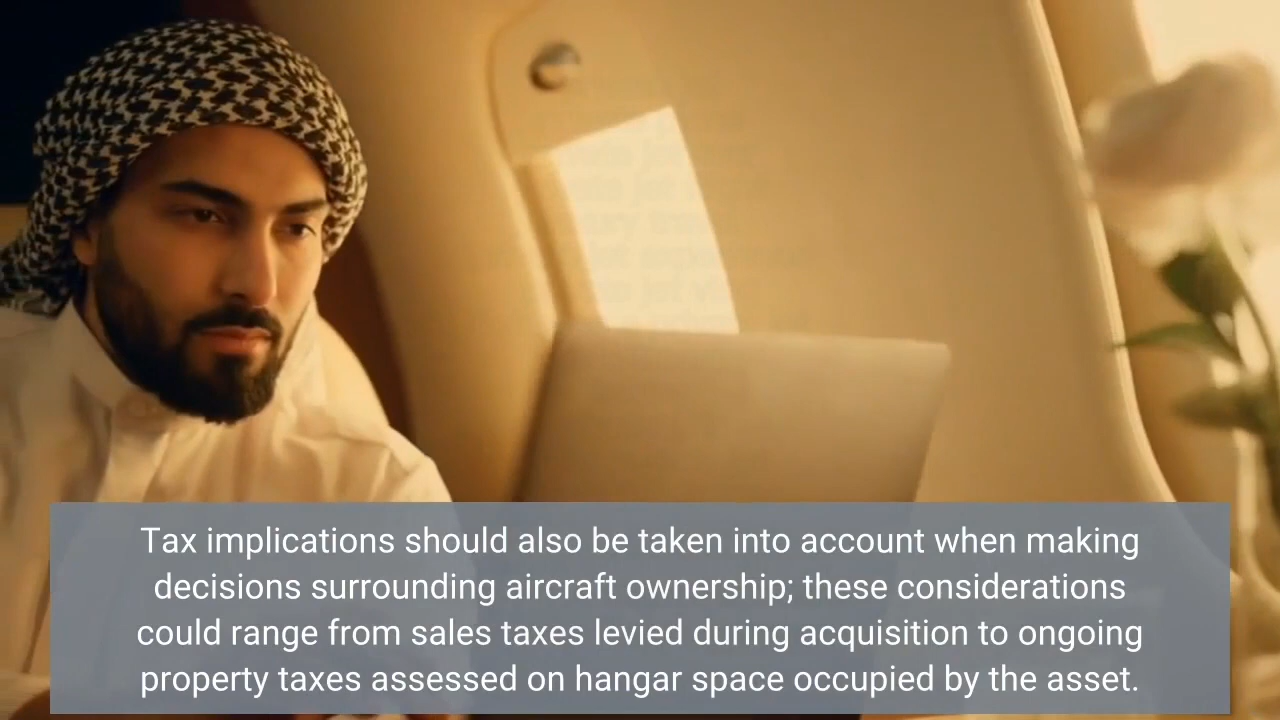 Tax implications should also be taken into account when making
decisions surrounding aircraft ownership; these considerations
could range from sales taxes levied during acquisition to ongoing
property taxes assessed on hangar space occupied by the asset.